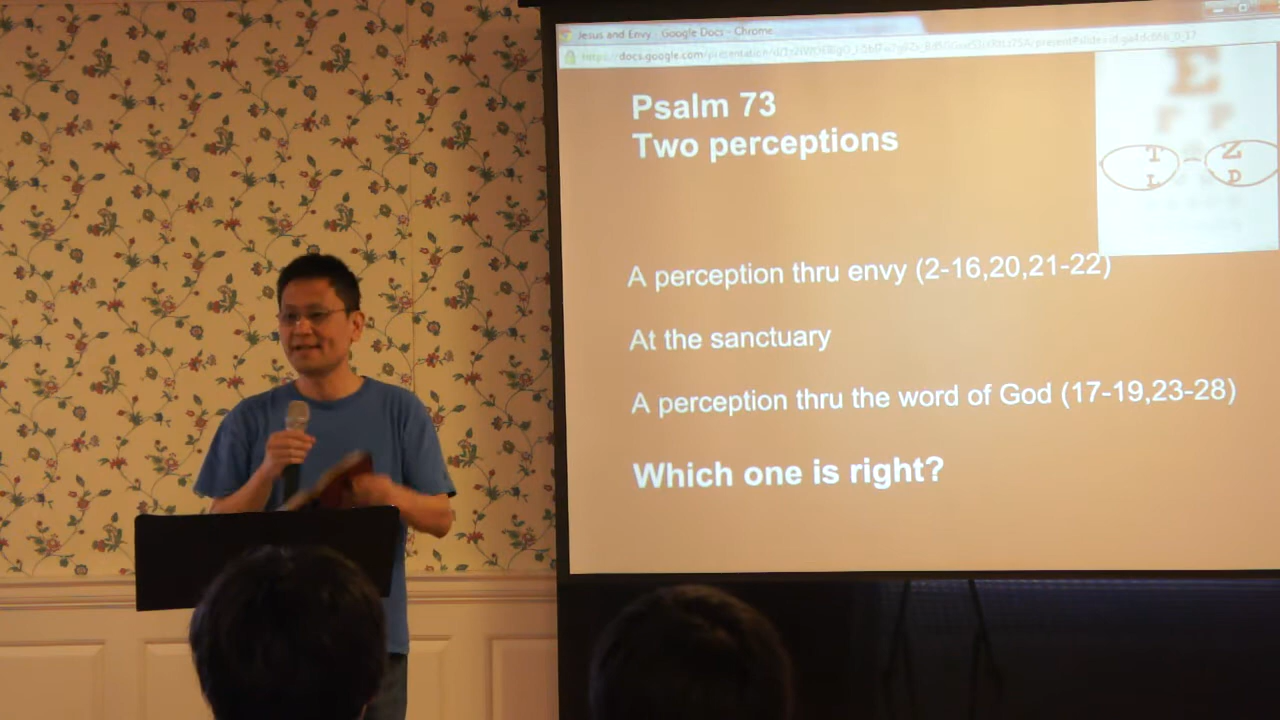 Jesus and Envy - Google Docs - Chrome
Psalm 73
Two perceptions
E
F P
T Z
L D
A perception thru envy (2-16,20,21-22)
At the sanctuary
A perception thru the word of God (17-19,23-28)
Which one is right?